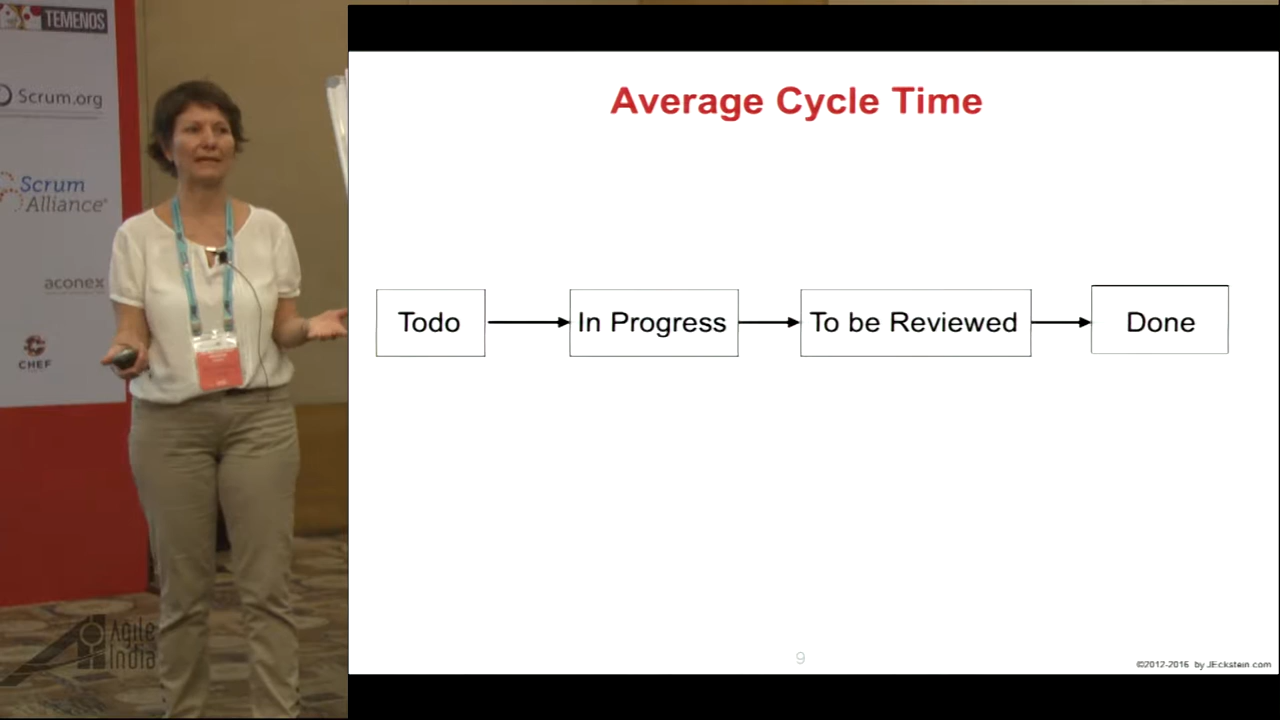 TEMENOS
Scrum.org
Scrum
Alliance®
aconex
CHEF
Agile
India
Average Cycle Time
Todo
In Progress
To be Reviewed
Done
9
©2012-2016 by JEckstein com